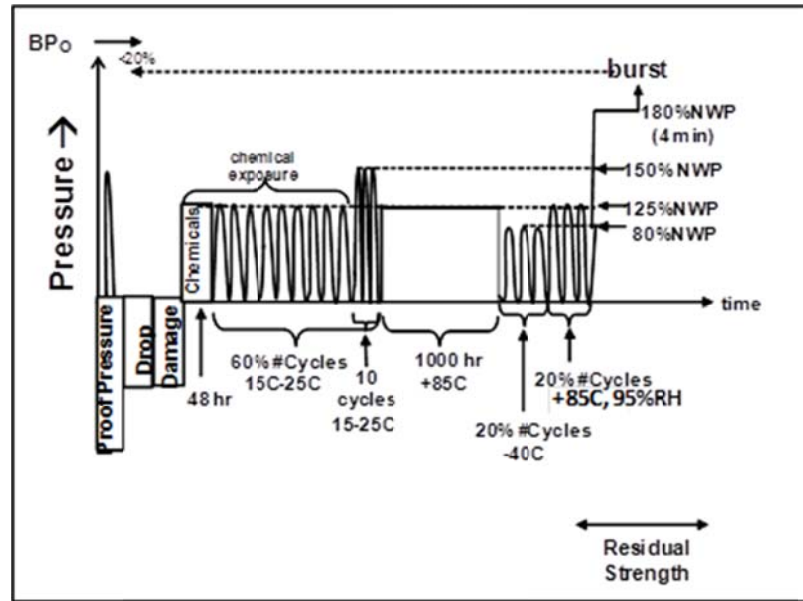 BPO
<20%
burst
180%NWP
(4 min)
Pressure →
chemical
exposure
150% NWP
125%NWP
80%NWP
Chemicals
time
Proof Pressure
Drop
Damage
48 hr
60% #Cycles
15C-25C
10
cycles
15-25C
1000 hr
+85C
20% #Cycles
-40C
20% #Cycles
+85C, 95%RH
Residual
Strength